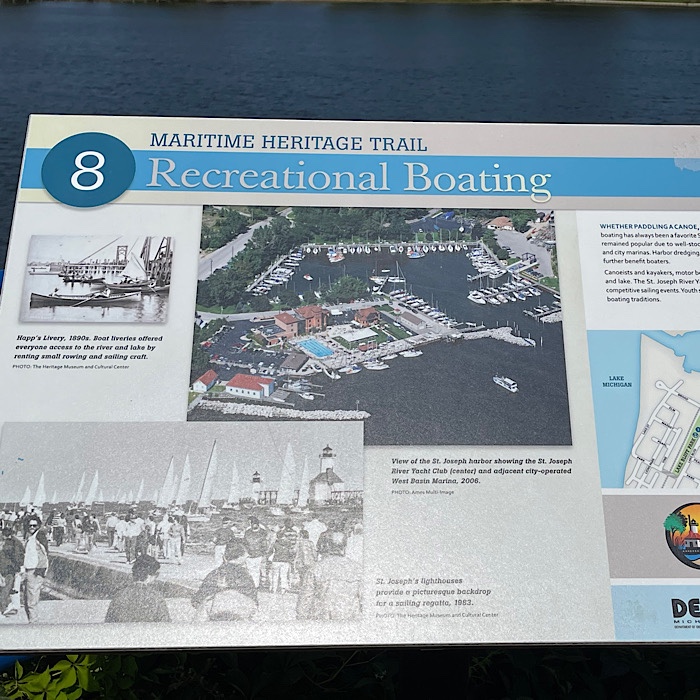 8
MARITIME HERITAGE TRAIL
Recreational Boating
Happ's Livery, 1890s. Boat liveries offered
everyone access to the river and lake by
renting small rowing and sailing craft.
PHOTO: The Heritage Museum and Cultural Center
View of the St. Joseph harbor showing the St. Joseph
River Yacht Club (center) and adjacent city-operated
West Basin Marina, 2006.
PHOTO: Amos Multi-Image
St. Joseph's lighthouses
provide a picturesque backdrop
for a sailing regatta, 1983.
PHOTO: The Heritage Museum and Cultural Center
WHETHER PADDLING A CANOE,
boating has always been a favorite
remained popular due to
and city marinas. Harbor dredging,
further benefit boaters.
Canoeists and kayakers, motor
and lake. The St. Joseph River
competitive sailing events. Youth
boating traditions.
LAKE
MICHIGAN